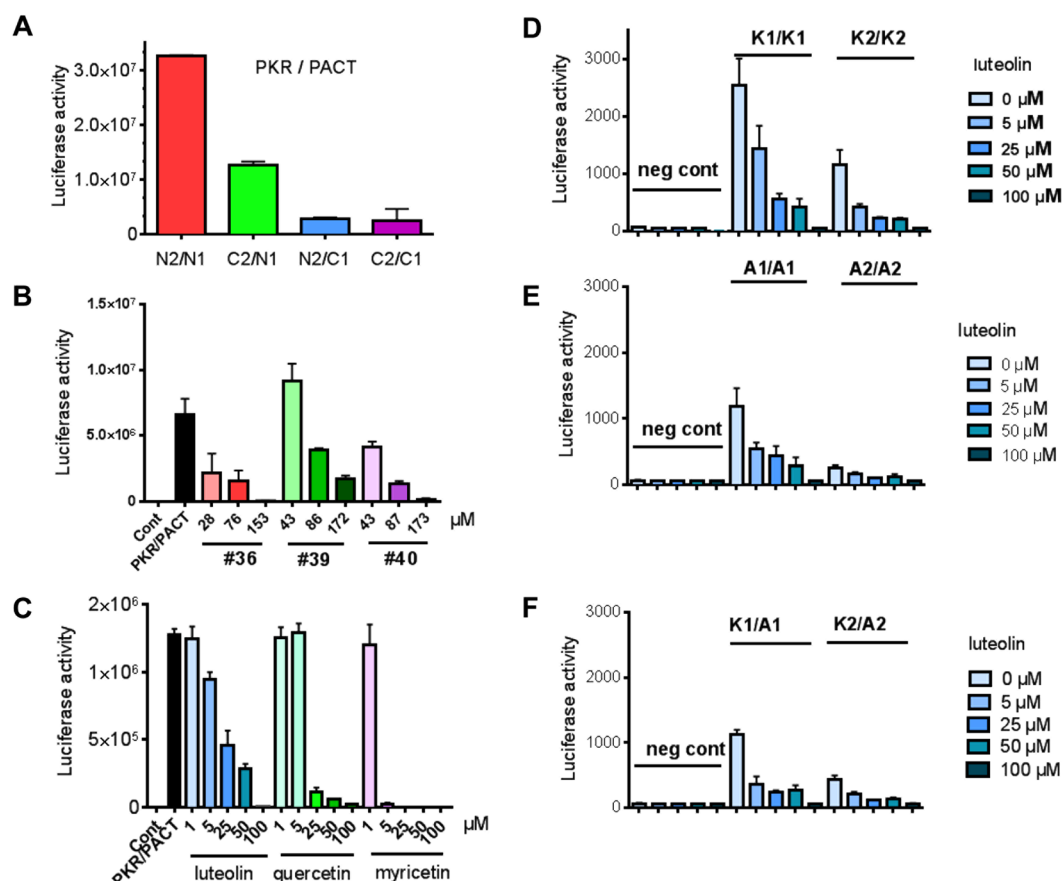 A
PKR / PACT
Luciferase activity
3.0×10⁷
2.0×10⁷
1.0×10⁷
0
N2/N1 C2/N1 N2/C1 C2/C1
B
Luciferase activity
1.5×10⁷
1.0×10⁷
5.0×10⁶
0
Cont PKR/PACT 28 76 153 43 86 172 43 87 173 µM
#36 #39 #40
C
Luciferase activity
2×10⁶
1×10⁶
5×10⁵
0
Cont PKR/PACT 1 5 25 50 100 1 5 25 50 100 1 5 25 50 100 µM
luteolin quercetin myricetin
D
K1/K1 K2/K2
Luciferase activity
3000
2000
1000
0
neg cont
luteolin
0 µM
5 µM
25 µM
50 µM
100 µM
E
A1/A1 A2/A2
Luciferase activity
3000
2000
1000
0
neg cont
luteolin
0 µM
5 µM
25 µM
50 µM
100 µM
F
K1/A1 K2/A2
Luciferase activity
3000
2000
1000
0
neg cont
luteolin
0 µM
5 µM
25 µM
50 µM
100 µM